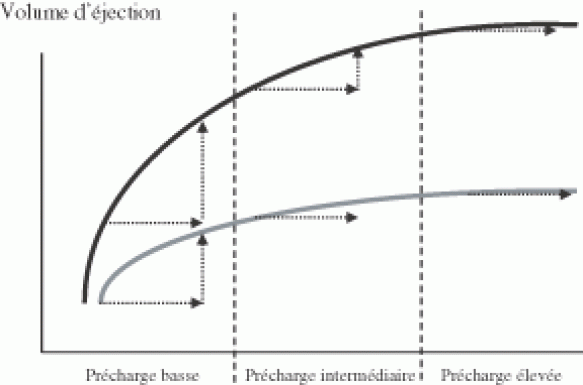 Volume d'éjection
Précharge basse
Précharge intermédiaire
Précharge élevée